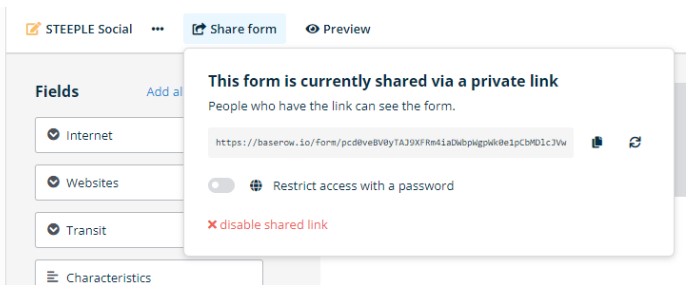 STEEPLE Social ••• Share form Preview
This form is currently shared via a private link
Fields Add al
People who have the link can see the form.
Internet
https://baserow.io/form/pcd0veBV0yTAJ9XFRm4iaDWbpWgpWk0e1pCbMDlcJVw
Websites
Restrict access with a password
Transit
disable shared link
Characteristics